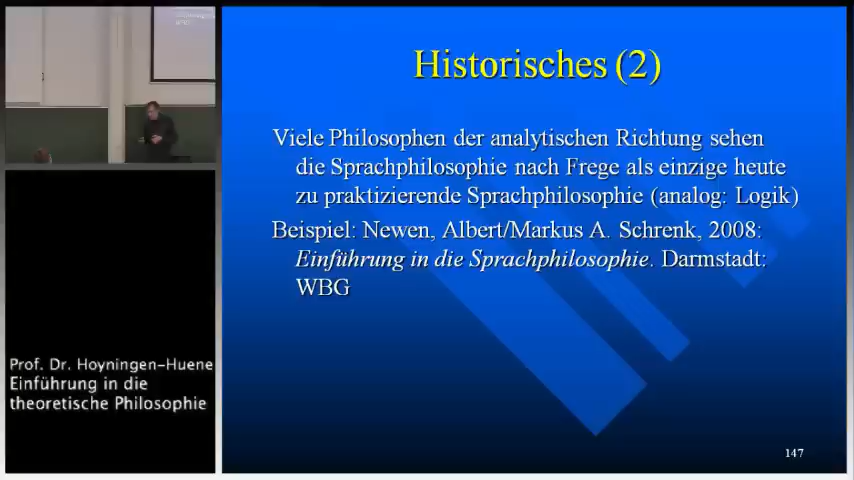 Historisches (2)
Viele Philosophen der analytischen Richtung sehen
die Sprachphilosophie nach Frege als einzige heute
zu praktizierende Sprachphilosophie (analog: Logik)
Beispiel: Newen, Albert/Markus A. Schrenk, 2008:
Einführung in die Sprachphilosophie. Darmstadt:
WBG
147
Prof. Dr. Hoyningen-Huene
Einführung in die
theoretische Philosophie